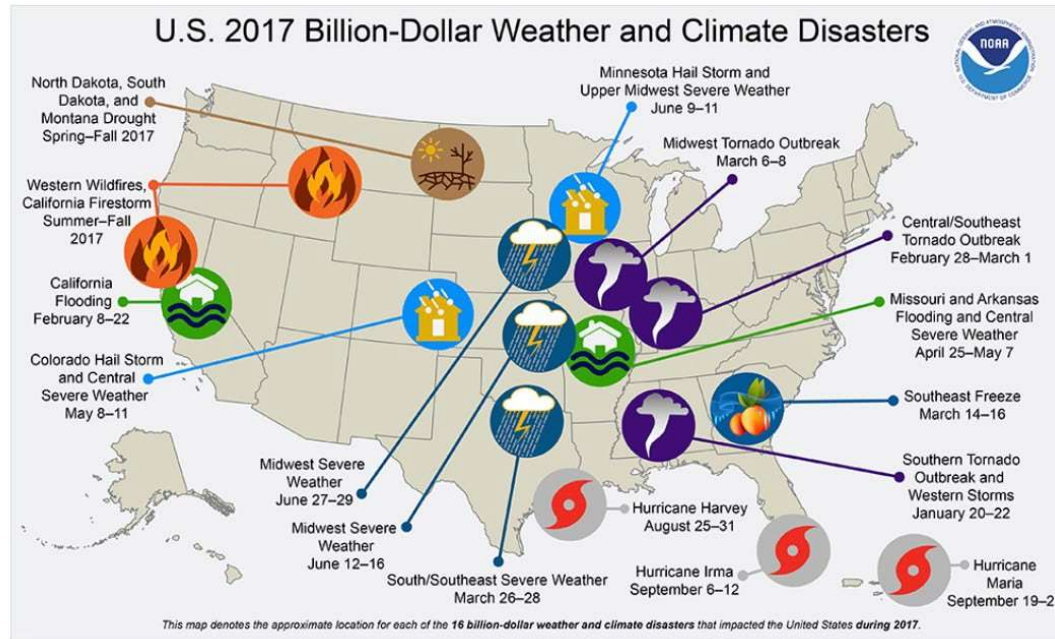 U.S. 2017 Billion-Dollar Weather and Climate Disasters
NOAA
North Dakota, South
Dakota, and
Montana Drought
Spring–Fall 2017
Minnesota Hail Storm and
Upper Midwest Severe Weather
June 9–11
Midwest Tornado Outbreak
March 6–8
Western Wildfires,
California Firestorm
Summer–Fall
2017
Central/Southeast
Tornado Outbreak
February 28–March 1
California
Flooding
February 8–22
Missouri and Arkansas
Flooding and Central
Severe Weather
April 25–May 7
Colorado Hail Storm
and Central
Severe Weather
May 8–11
Southeast Freeze
March 14–16
Midwest Severe
Weather
June 27–29
Southern Tornado
Outbreak and
Western Storms
January 20–22
Hurricane Harvey
August 25–31
Midwest Severe
Weather
June 12–16
South/Southeast Severe Weather
March 26–28
Hurricane Irma
September 6–12
Hurricane
Maria
September 19–2
This map denotes the approximate location for each of the 16 billion-dollar weather and climate disasters that impacted the United States during 2017.